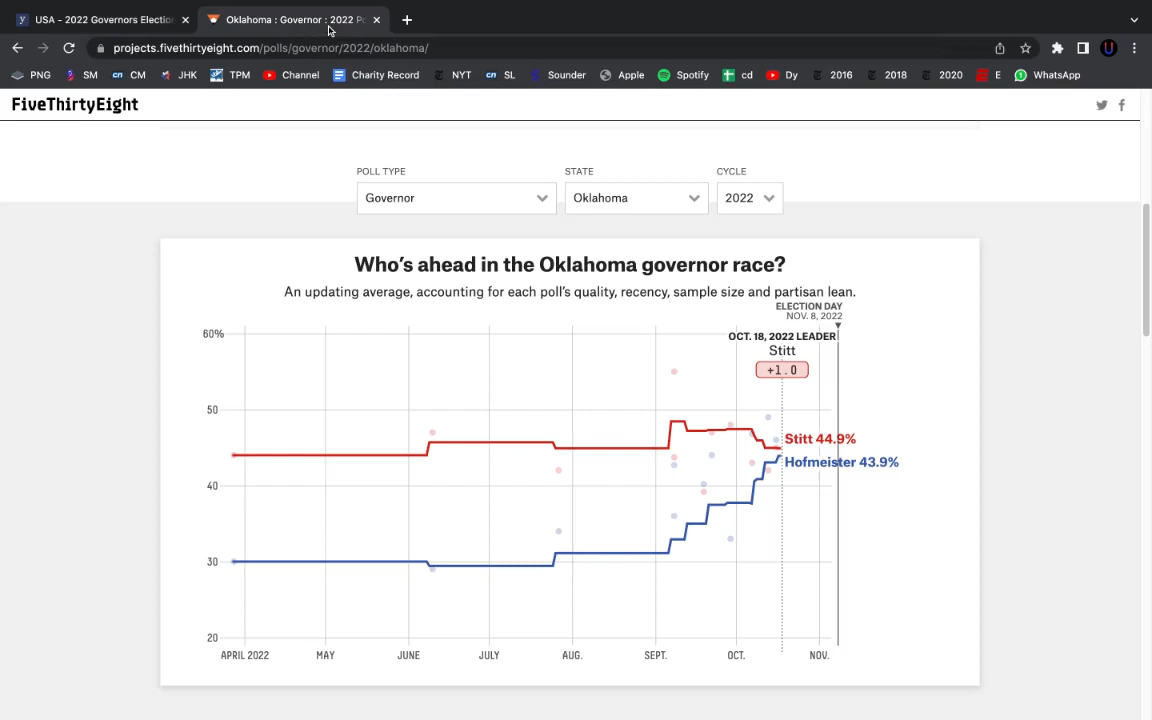 USA - 2022 Governors Election
Oklahoma : Governor : 2022 Po
projects.fivethirtyeight.com/polls/governor/2022/oklahoma/
PNG SM CM JHK TPM Channel Charity Record NYT SL Sounder Apple Spotify cd Dy 2016 2018 2020 E WhatsApp
FiveThirtyEight
POLL TYPE STATE CYCLE
Governor Oklahoma 2022
Who's ahead in the Oklahoma governor race?
An updating average, accounting for each poll's quality, recency, sample size and partisan lean.
ELECTION DAY
NOV. 8, 2022
60%
OCT. 18, 2022 LEADER
Stitt
+1.0
50
Stitt 44.9%
Hofmeister 43.9%
40
30
20
APRIL 2022 MAY JUNE JULY AUG. SEPT. OCT. NOV.